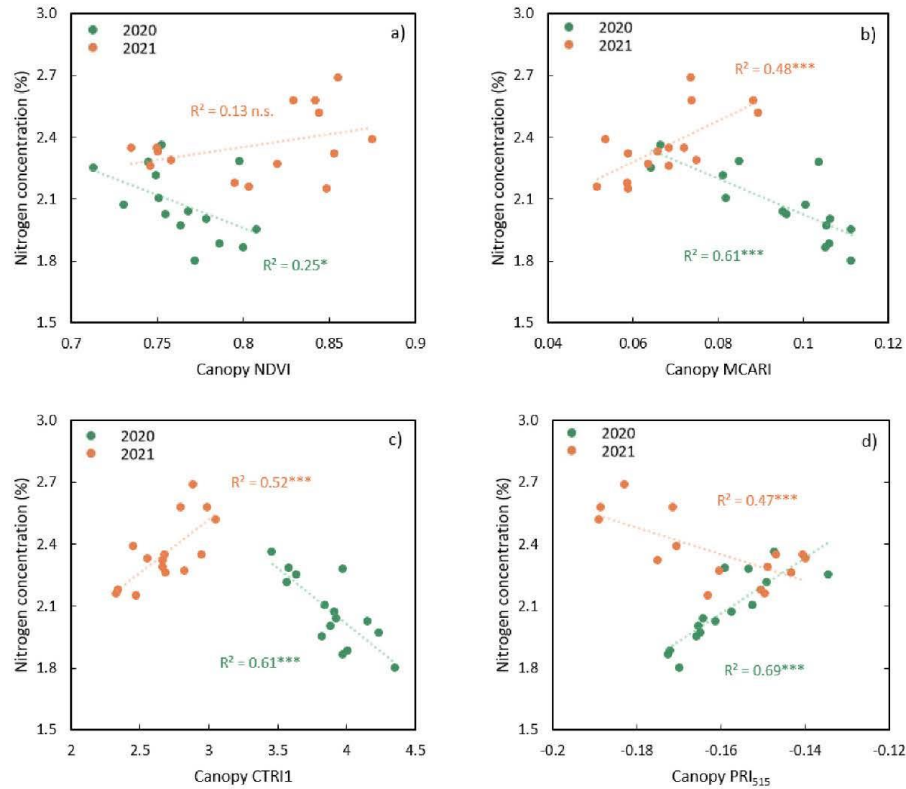 3.0
2020
2021
a)
2.7
R² = 0.13 n.s.
2.4
2.1
R² = 0.25*
1.8
1.5
0.7 0.75 0.8 0.85 0.9
Canopy NDVI
Nitrogen concentration (%)
3.0
2020
2021
b)
2.7
R² = 0.48***
2.4
2.1
R² = 0.61***
1.8
1.5
0.04 0.06 0.08 0.1 0.12
Canopy MCARI
Nitrogen concentration (%)
3.0
2020
2021
c)
2.7
R² = 0.52***
2.4
2.1
R² = 0.61***
1.8
1.5
2 2.5 3 3.5 4 4.5
Canopy CTRI1
Nitrogen concentration (%)
3.0
2020
2021
d)
2.7
R² = 0.47***
2.4
2.1
R² = 0.69***
1.8
1.5
-0.2 -0.18 -0.16 -0.14 -0.12
Canopy PRI₅₁₅
Nitrogen concentration (%)